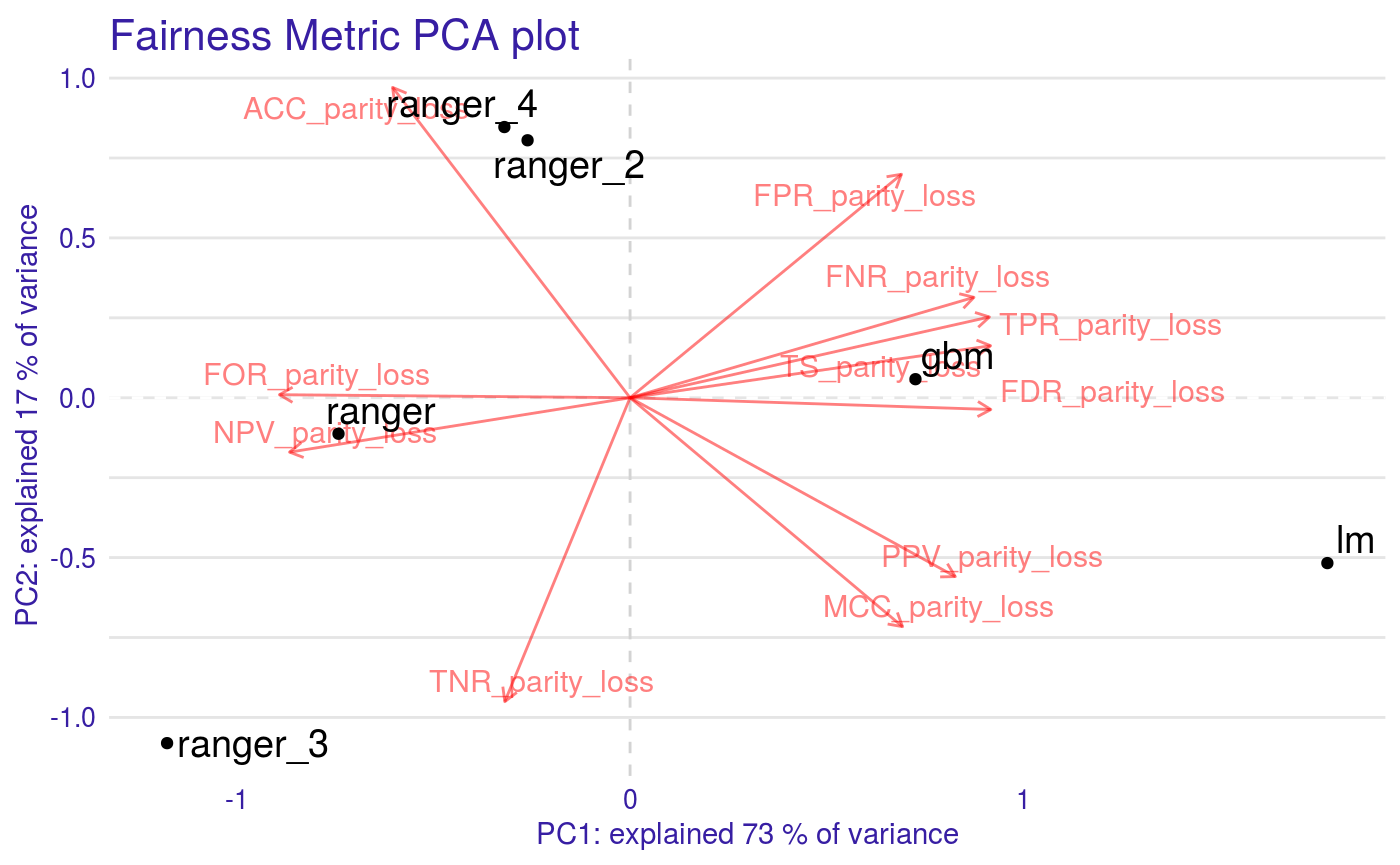 Fairness Metric PCA plot
1.0
ACC_parity_loss
ranger_4
ranger_2
FPR_parity_loss
0.5
FNR_parity_loss
TPR_parity_loss
TS_parity_loss
gbm
FOR_parity_loss
0.0
FDR_parity_loss
ranger
NPV_parity_loss
lm
-0.5
PPV_parity_loss
MCC_parity_loss
TNR_parity_loss
-1.0
ranger_3
-1
0
1
PC1: explained 73 % of variance
PC2: explained 17 % of variance